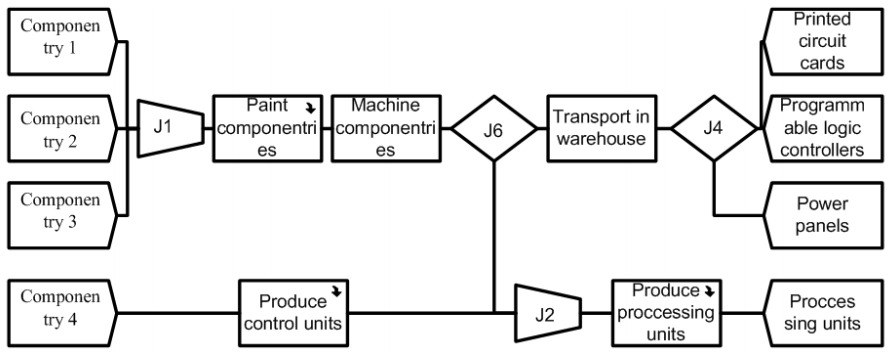 Componen
try 1
Componen
try 2
Componen
try 3
Componen
try 4
J1
Paint
componentri
es
Machine
componentri
es
J6
Transport in
warehouse
J4
Printed
circuit
cards
Programm
able logic
controllers
Power
panels
Produce
control units
J2
Produce
proccessing
units
Procces
sing units